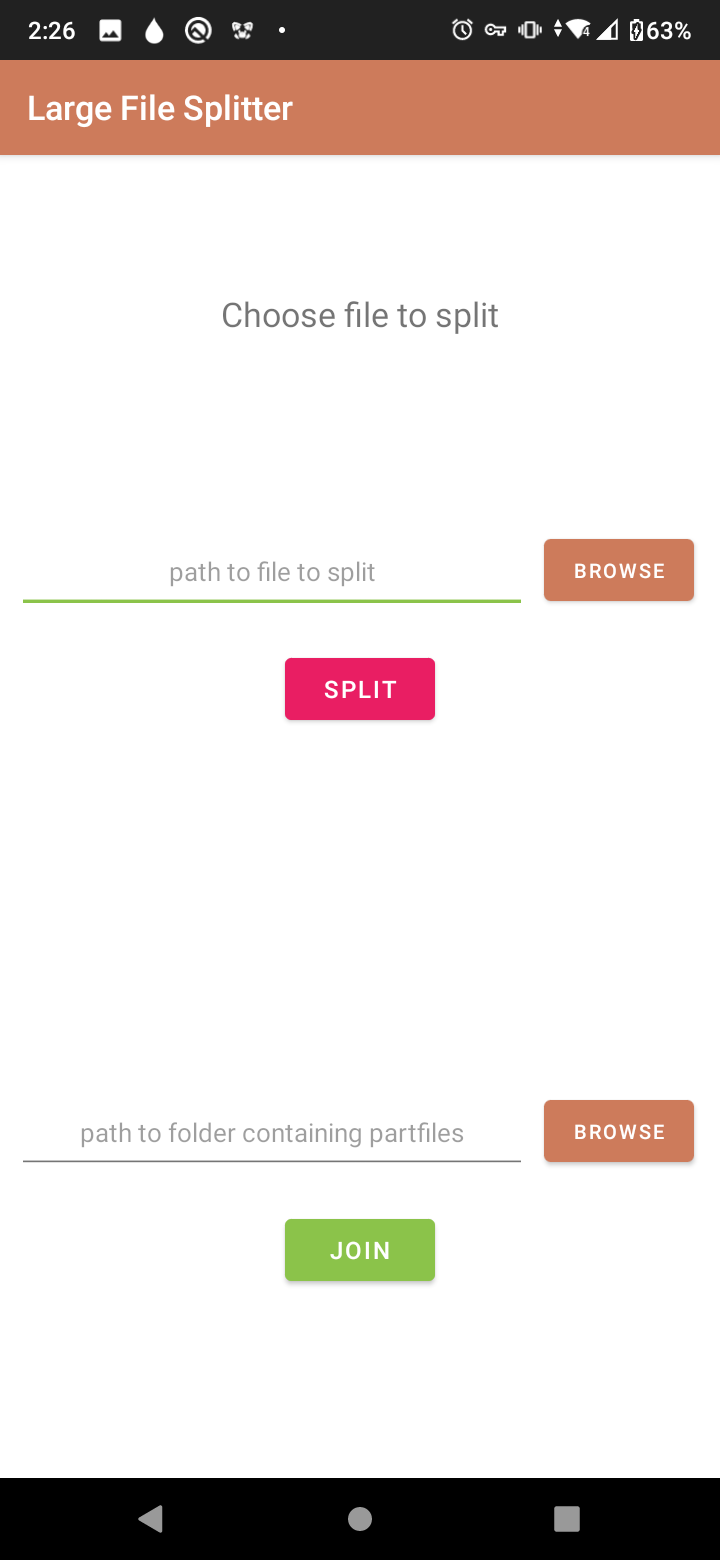 2:26
63%
Large File Splitter
Choose file to split
path to file to split
BROWSE
SPLIT
path to folder containing partfiles
BROWSE
JOIN